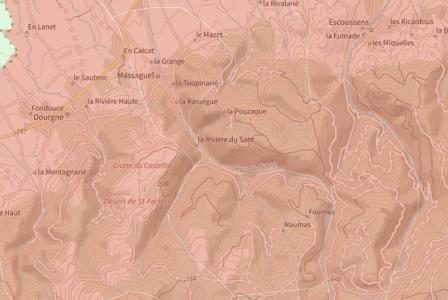 la Rivalarié
Escoussens
les Ricardous
la Fumade
les Miquelles
En Lanet
le Mazet
En Calcat
la Grange
le Sautenc
Massaguel
la Toupinarié
la Rivière Haute
la Ratsègue
la Pouzaque
Fondouce
Dourgne
la Rivière du Sant
la Montagnarié
Grotte du Castellas
Désert de St-Ferréol
Haut
Fournès
Naumas